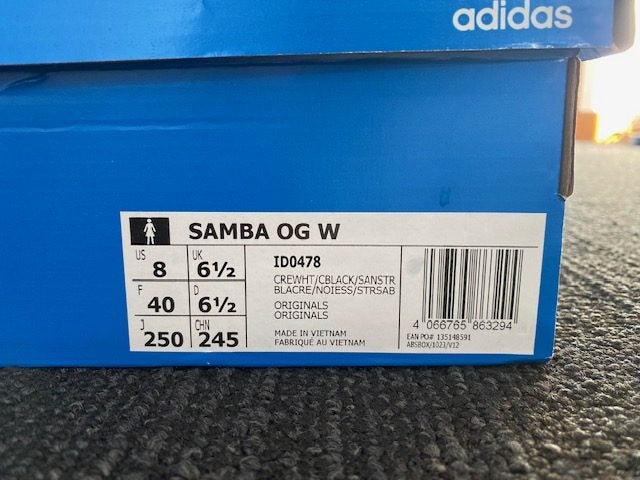 adidas
SAMBA OG W
US 8 UK 6½
F 40 D 6½
J 250 CHN 245
ID0478
CREWHT/CBLACK/SANSTR
BLACRE/NOIESS/STRSAB
ORIGINALS
ORIGINALS
MADE IN VIETNAM
FABRIQUÉ AU VIETNAM
4 066765 863294
EAN PO# 135148591
ABSBOX/1023/V12